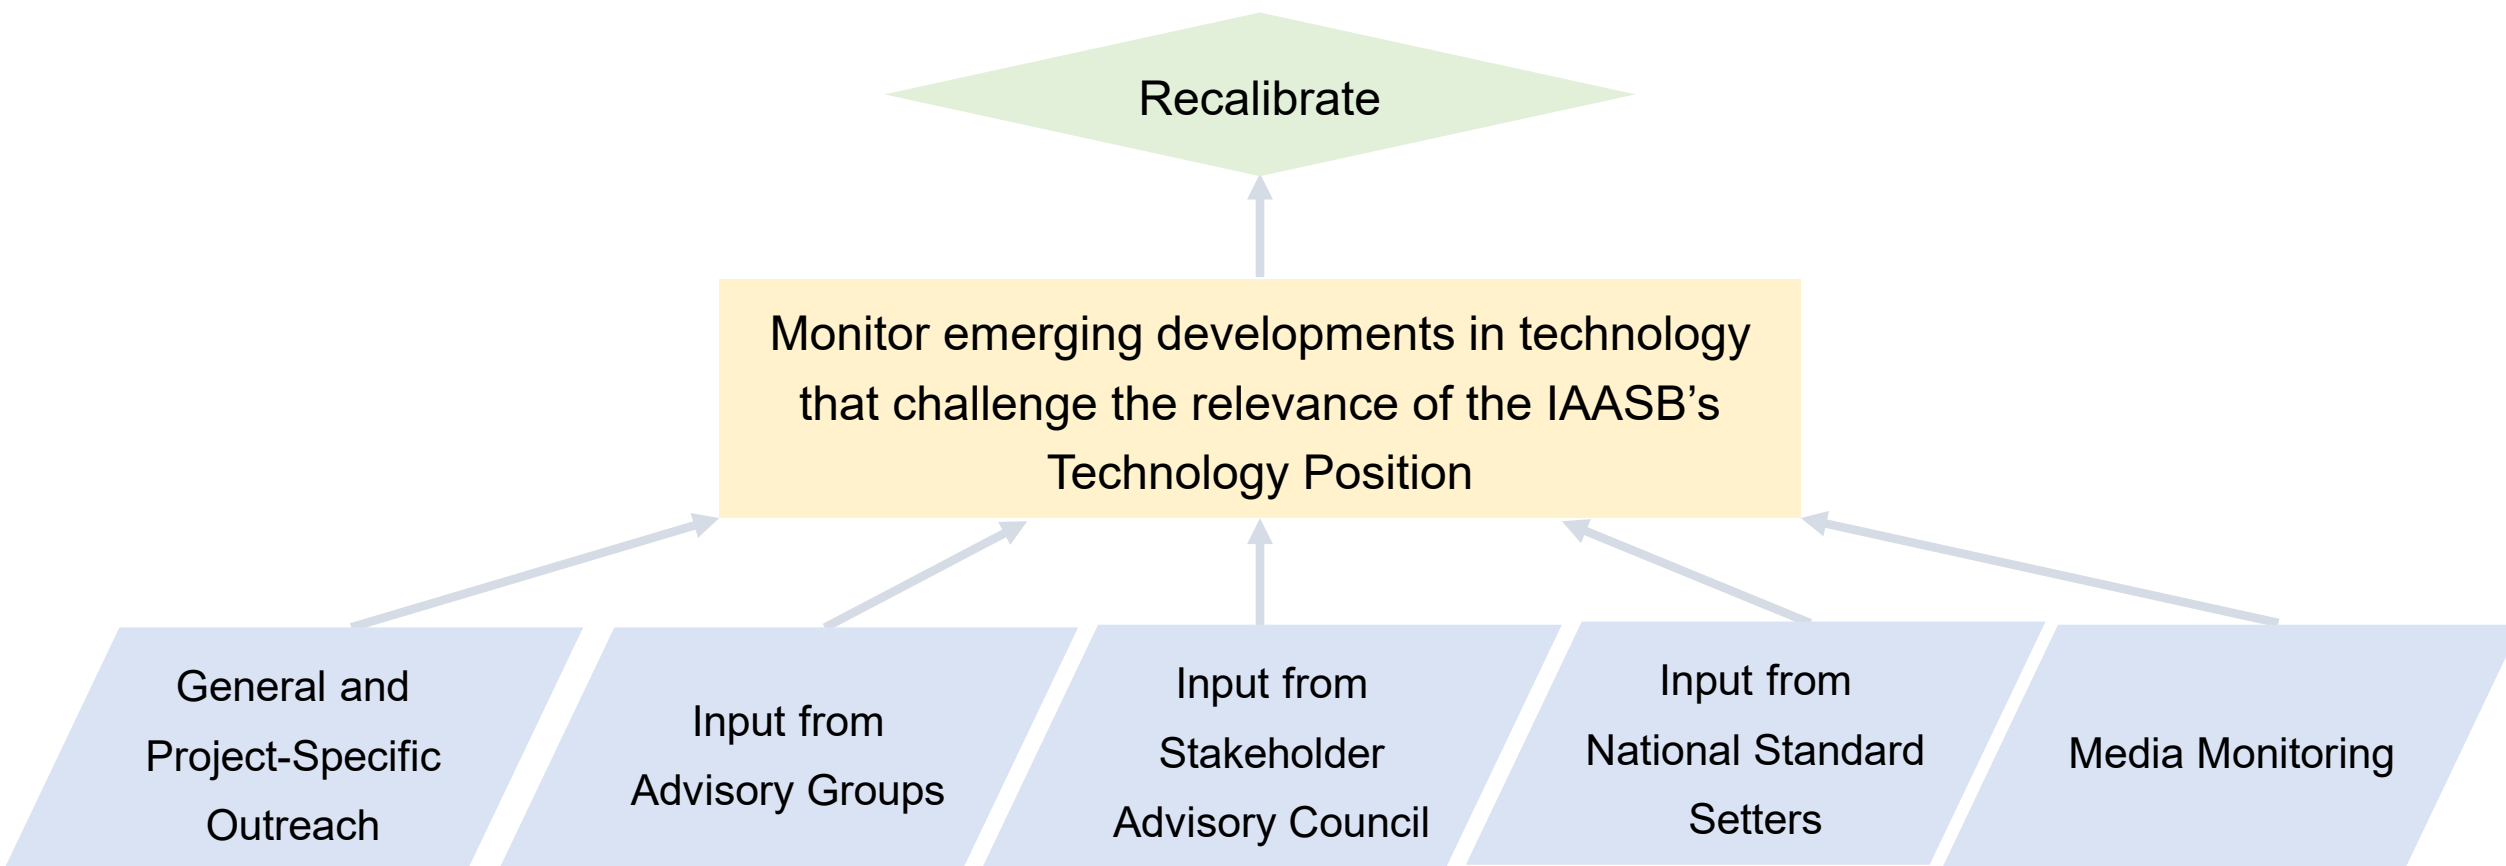 Recalibrate
Monitor emerging developments in technology
that challenge the relevance of the IAASB’s
Technology Position
General and
Project-Specific
Outreach
Input from
Advisory Groups
Input from
Stakeholder
Advisory Council
Input from
National Standard
Setters
Media Monitoring